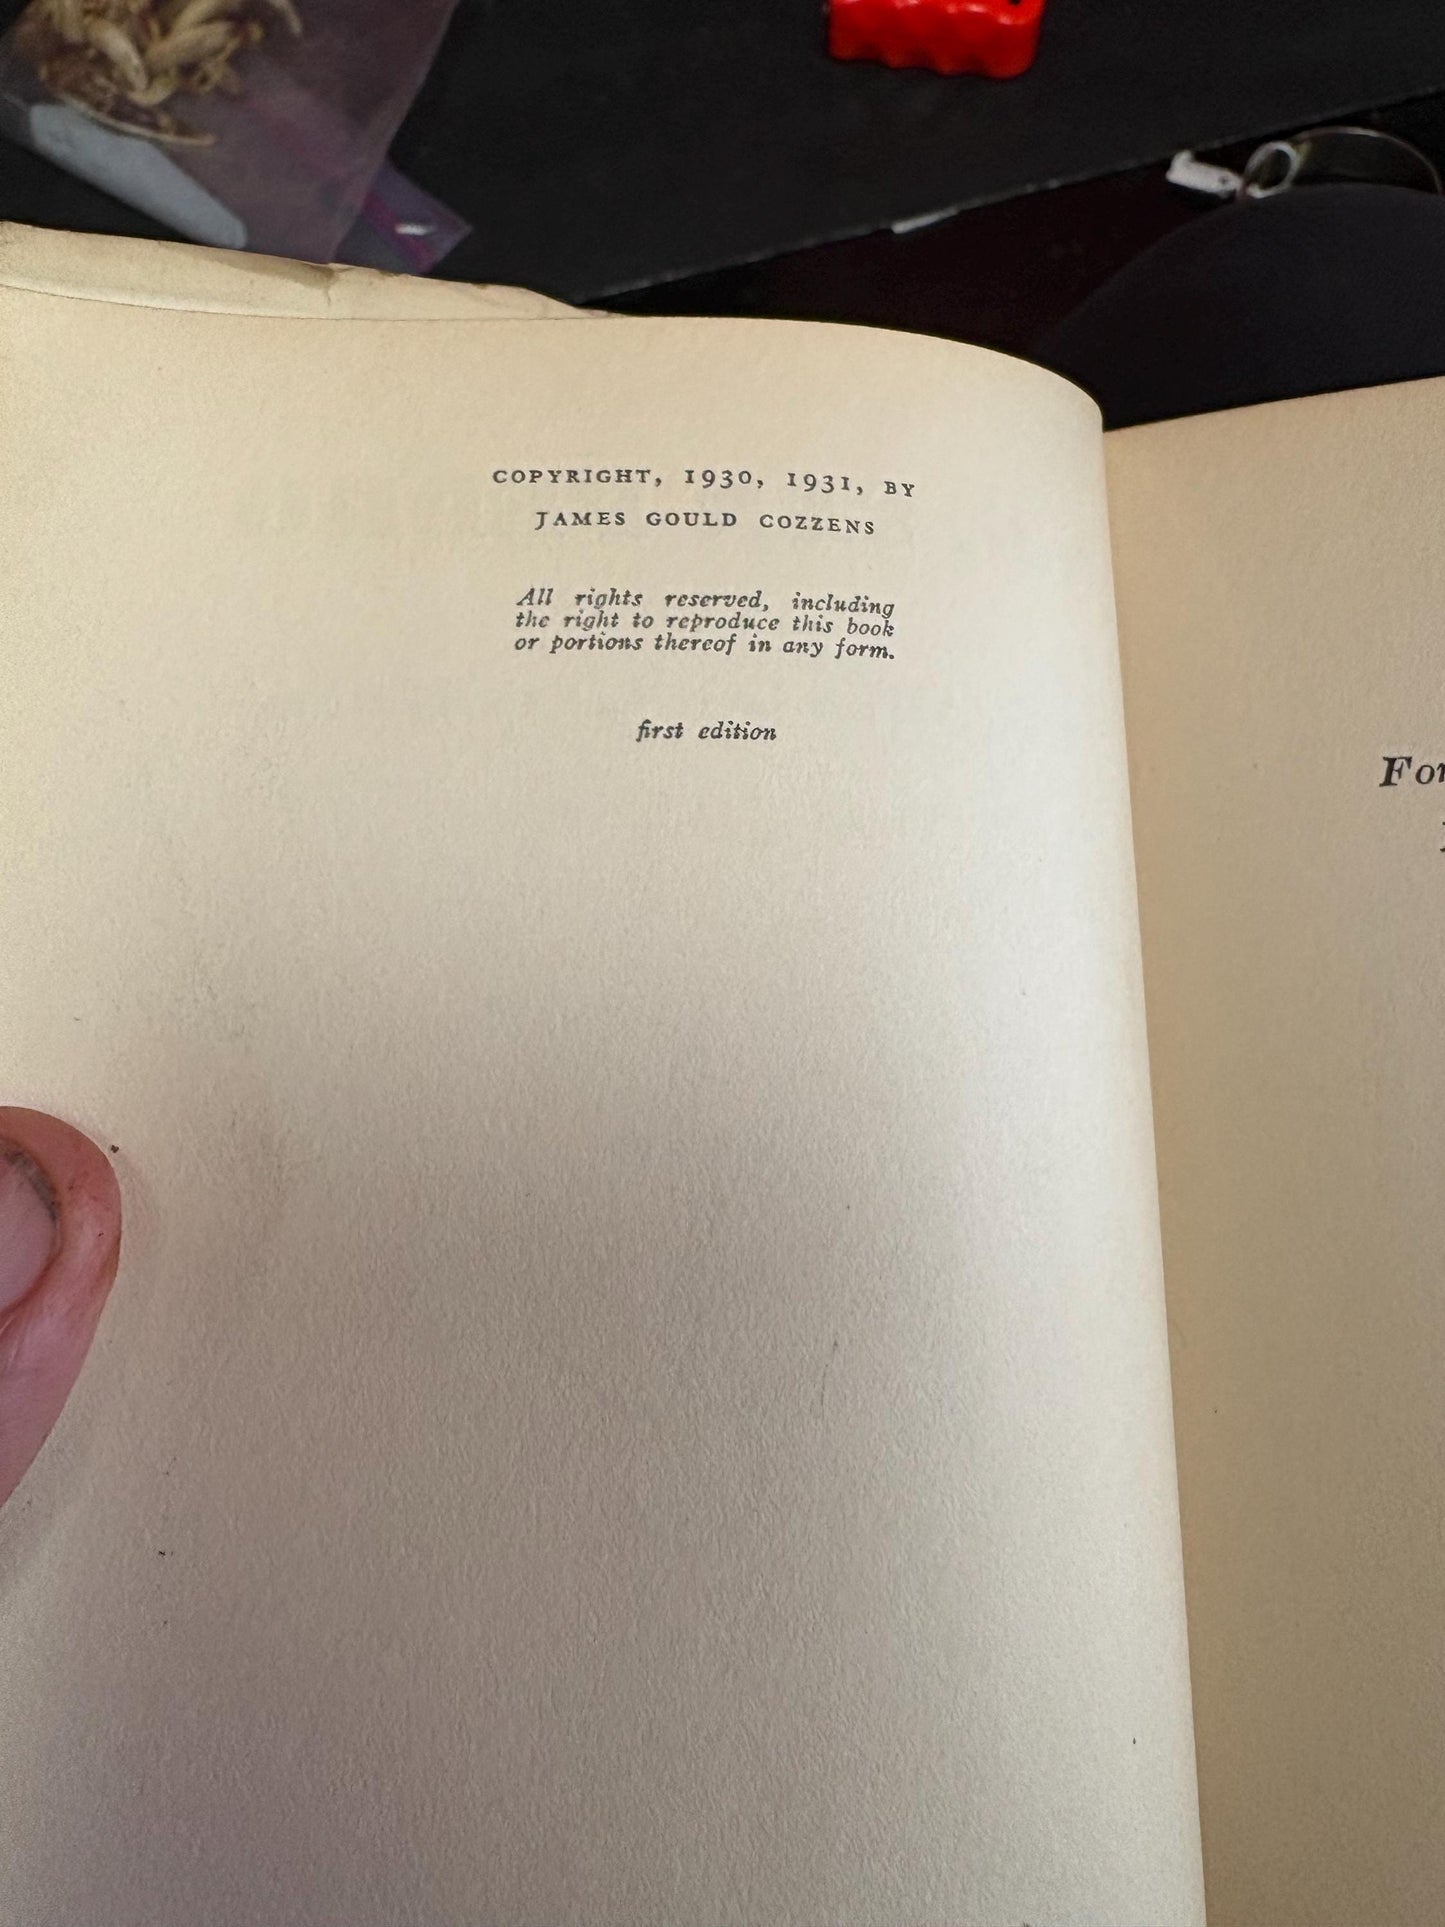 COPYRIGHT, 1930, 1931, BY
JAMES GOULD COZZENS
All rights reserved, including
the right to reproduce this book
or portions thereof in any form.
first edition